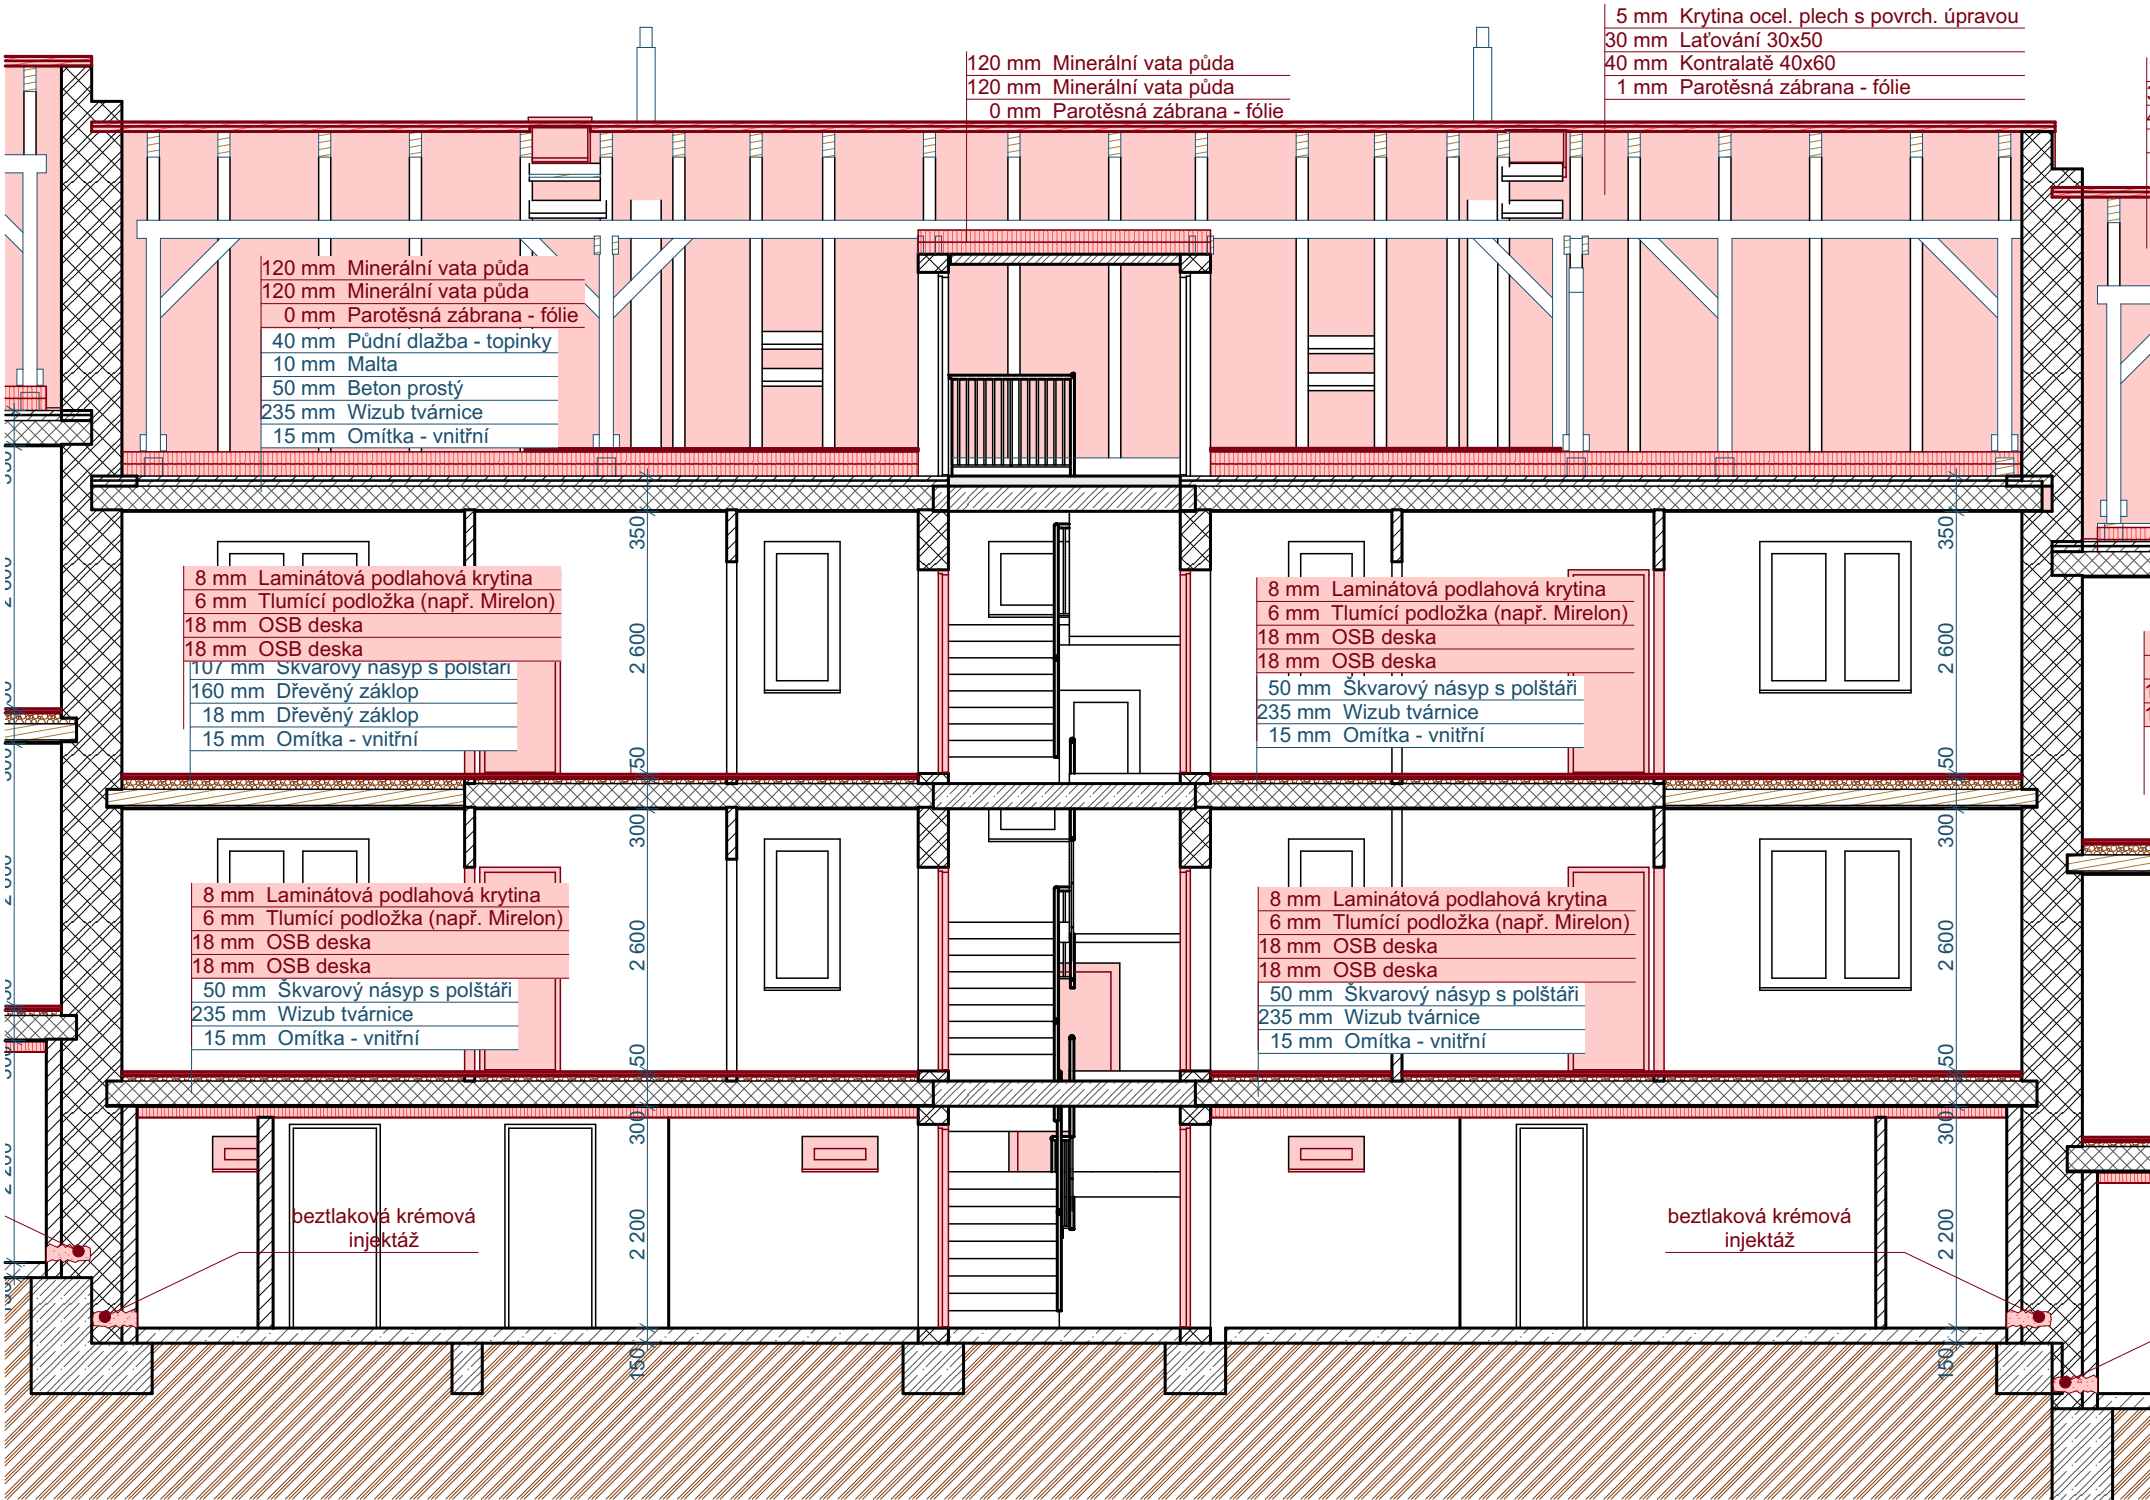 5 mm Krytina ocel. plech s povrch. úpravou
30 mm Laťování 30x50
40 mm Kontralatě 40x60
1 mm Parotěsná zábrana - fólie
120 mm Minerální vata půda
120 mm Minerální vata půda
0 mm Parotěsná zábrana - fólie
120 mm Minerální vata půda
120 mm Minerální vata půda
0 mm Parotěsná zábrana - fólie
40 mm Půdní dlažba - topinky
10 mm Malta
50 mm Beton prostý
235 mm Wizub tvárnice
15 mm Omítka - vnitřní
350
350
8 mm Laminátová podlahová krytina
6 mm Tlumící podložka (např. Mirelon)
18 mm OSB deska
18 mm OSB deska
107 mm Škvarový násyp s polštáři
160 mm Dřevěný záklop
18 mm Dřevěný záklop
15 mm Omítka - vnitřní
2 600
8 mm Laminátová podlahová krytina
6 mm Tlumící podložka (např. Mirelon)
18 mm OSB deska
18 mm OSB deska
50 mm Škvarový násyp s polštáři
235 mm Wizub tvárnice
15 mm Omítka - vnitřní
2 600
50
50
300
300
8 mm Laminátová podlahová krytina
6 mm Tlumící podložka (např. Mirelon)
18 mm OSB deska
18 mm OSB deska
50 mm Škvarový násyp s polštáři
235 mm Wizub tvárnice
15 mm Omítka - vnitřní
2 600
8 mm Laminátová podlahová krytina
6 mm Tlumící podložka (např. Mirelon)
18 mm OSB deska
18 mm OSB deska
50 mm Škvarový násyp s polštáři
235 mm Wizub tvárnice
15 mm Omítka - vnitřní
2 600
50
50
300
300
beztlaková krémová
injektáž
2 200
beztlaková krémová
injektáž
2 200
150
150